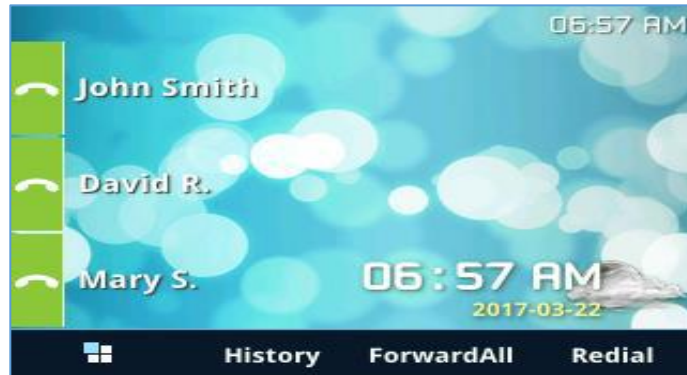 06:57 AM
John Smith
David R.
Mary S.
06:57 AM
2017-03-22
History ForwardAll Redial